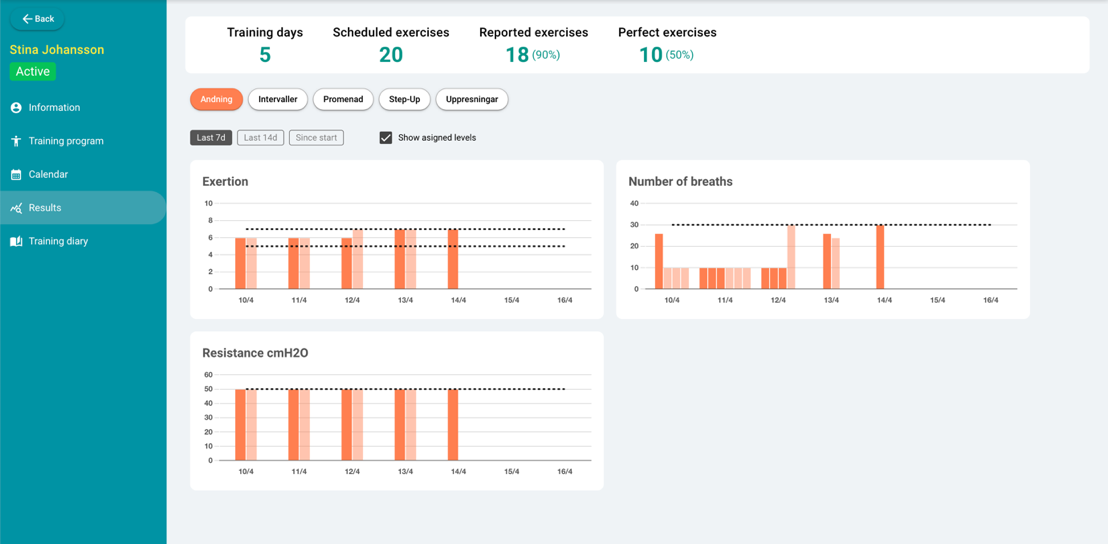 Back
Stina Johansson
Active
Information
Training program
Calendar
Results
Training diary
Training days
5
Scheduled exercises
20
Reported exercises
18 (90%)
Perfect exercises
10 (50%)
Andning Intervaller Promenad Step-Up Uppresningar
Last 7d Last 14d Since start Show asigned levels
Exertion
10
8
6
4
2
0
10/4 11/4 12/4 13/4 14/4 15/4 16/4
Number of breaths
40
30
20
10
0
10/4 11/4 12/4 13/4 14/4 15/4 16/4
Resistance cmH2O
60
50
40
30
20
10
0
10/4 11/4 12/4 13/4 14/4 15/4 16/4